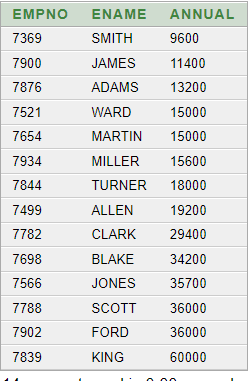 EMPNO ENAME ANNUAL
7369 SMITH 9600
7900 JAMES 11400
7876 ADAMS 13200
7521 WARD 15000
7654 MARTIN 15000
7934 MILLER 15600
7844 TURNER 18000
7499 ALLEN 19200
7782 CLARK 29400
7698 BLAKE 34200
7566 JONES 35700
7788 SCOTT 36000
7902 FORD 36000
7839 KING 60000